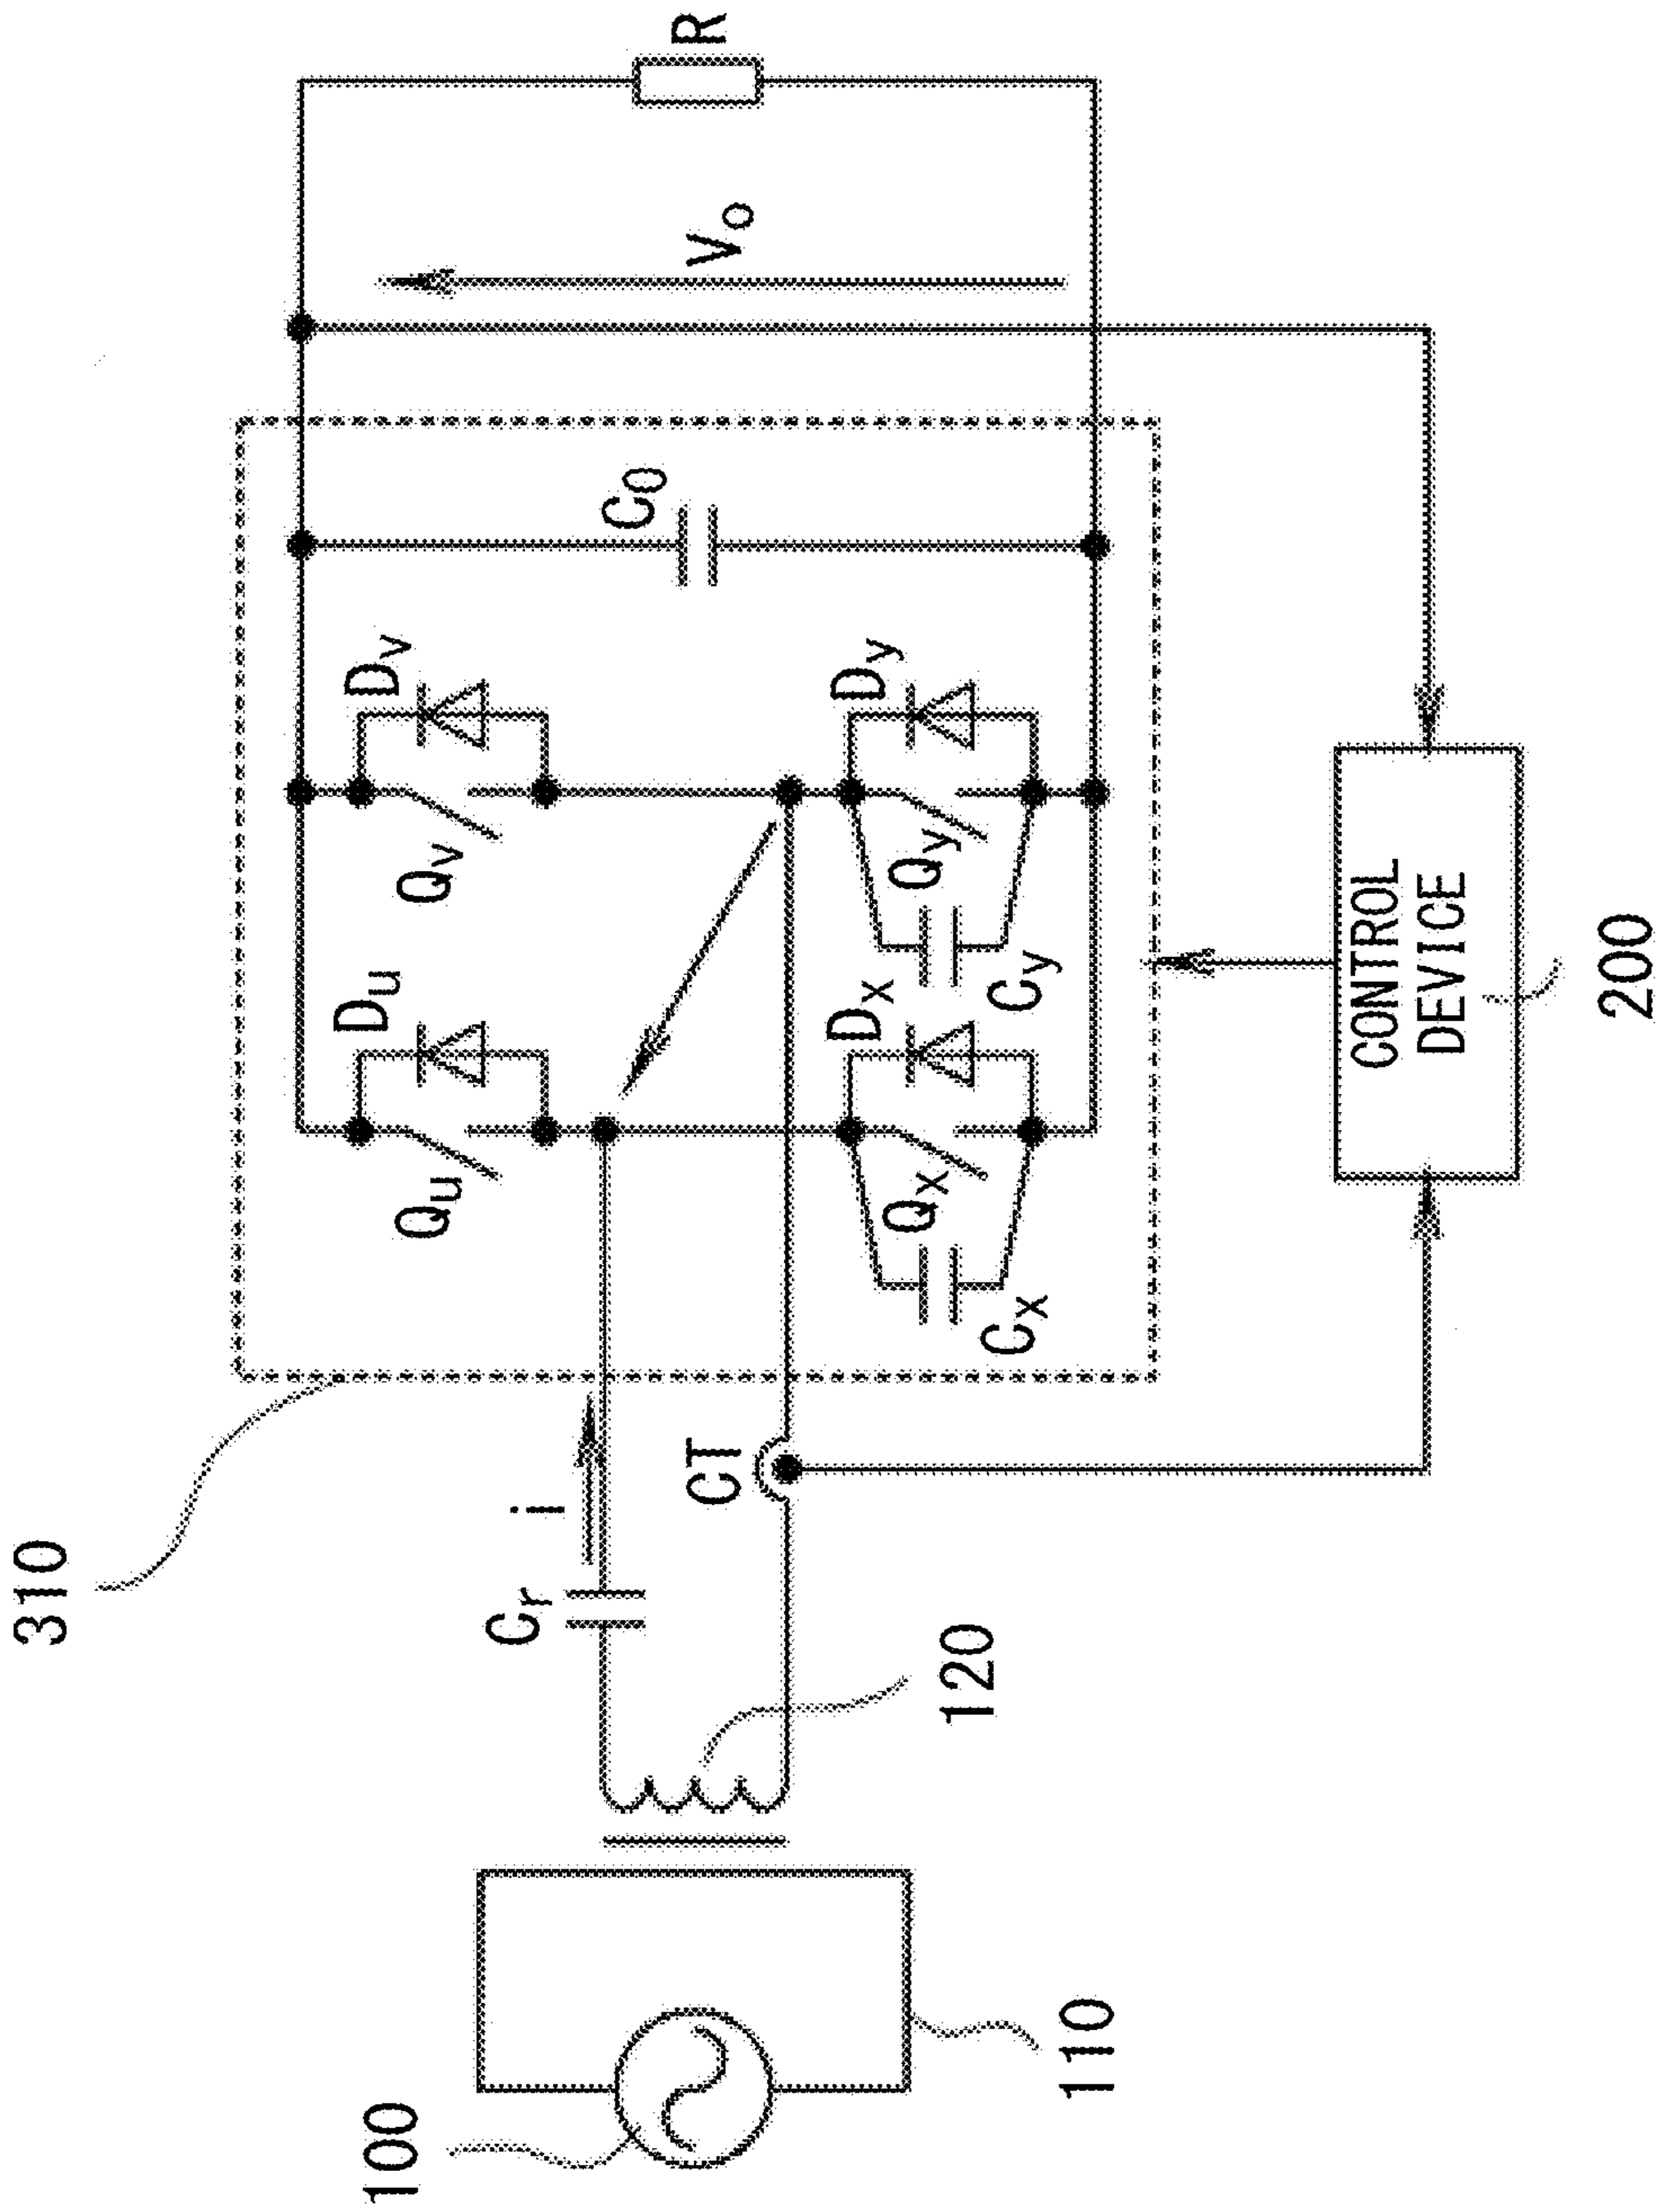 310
Qu
Du
Qv
Dv
Co
Vo
R
Cr
i
CT
Cx
Qx
Dx
Cy
Qy
Dy
100
110
120
CONTROL
DEVICE
200